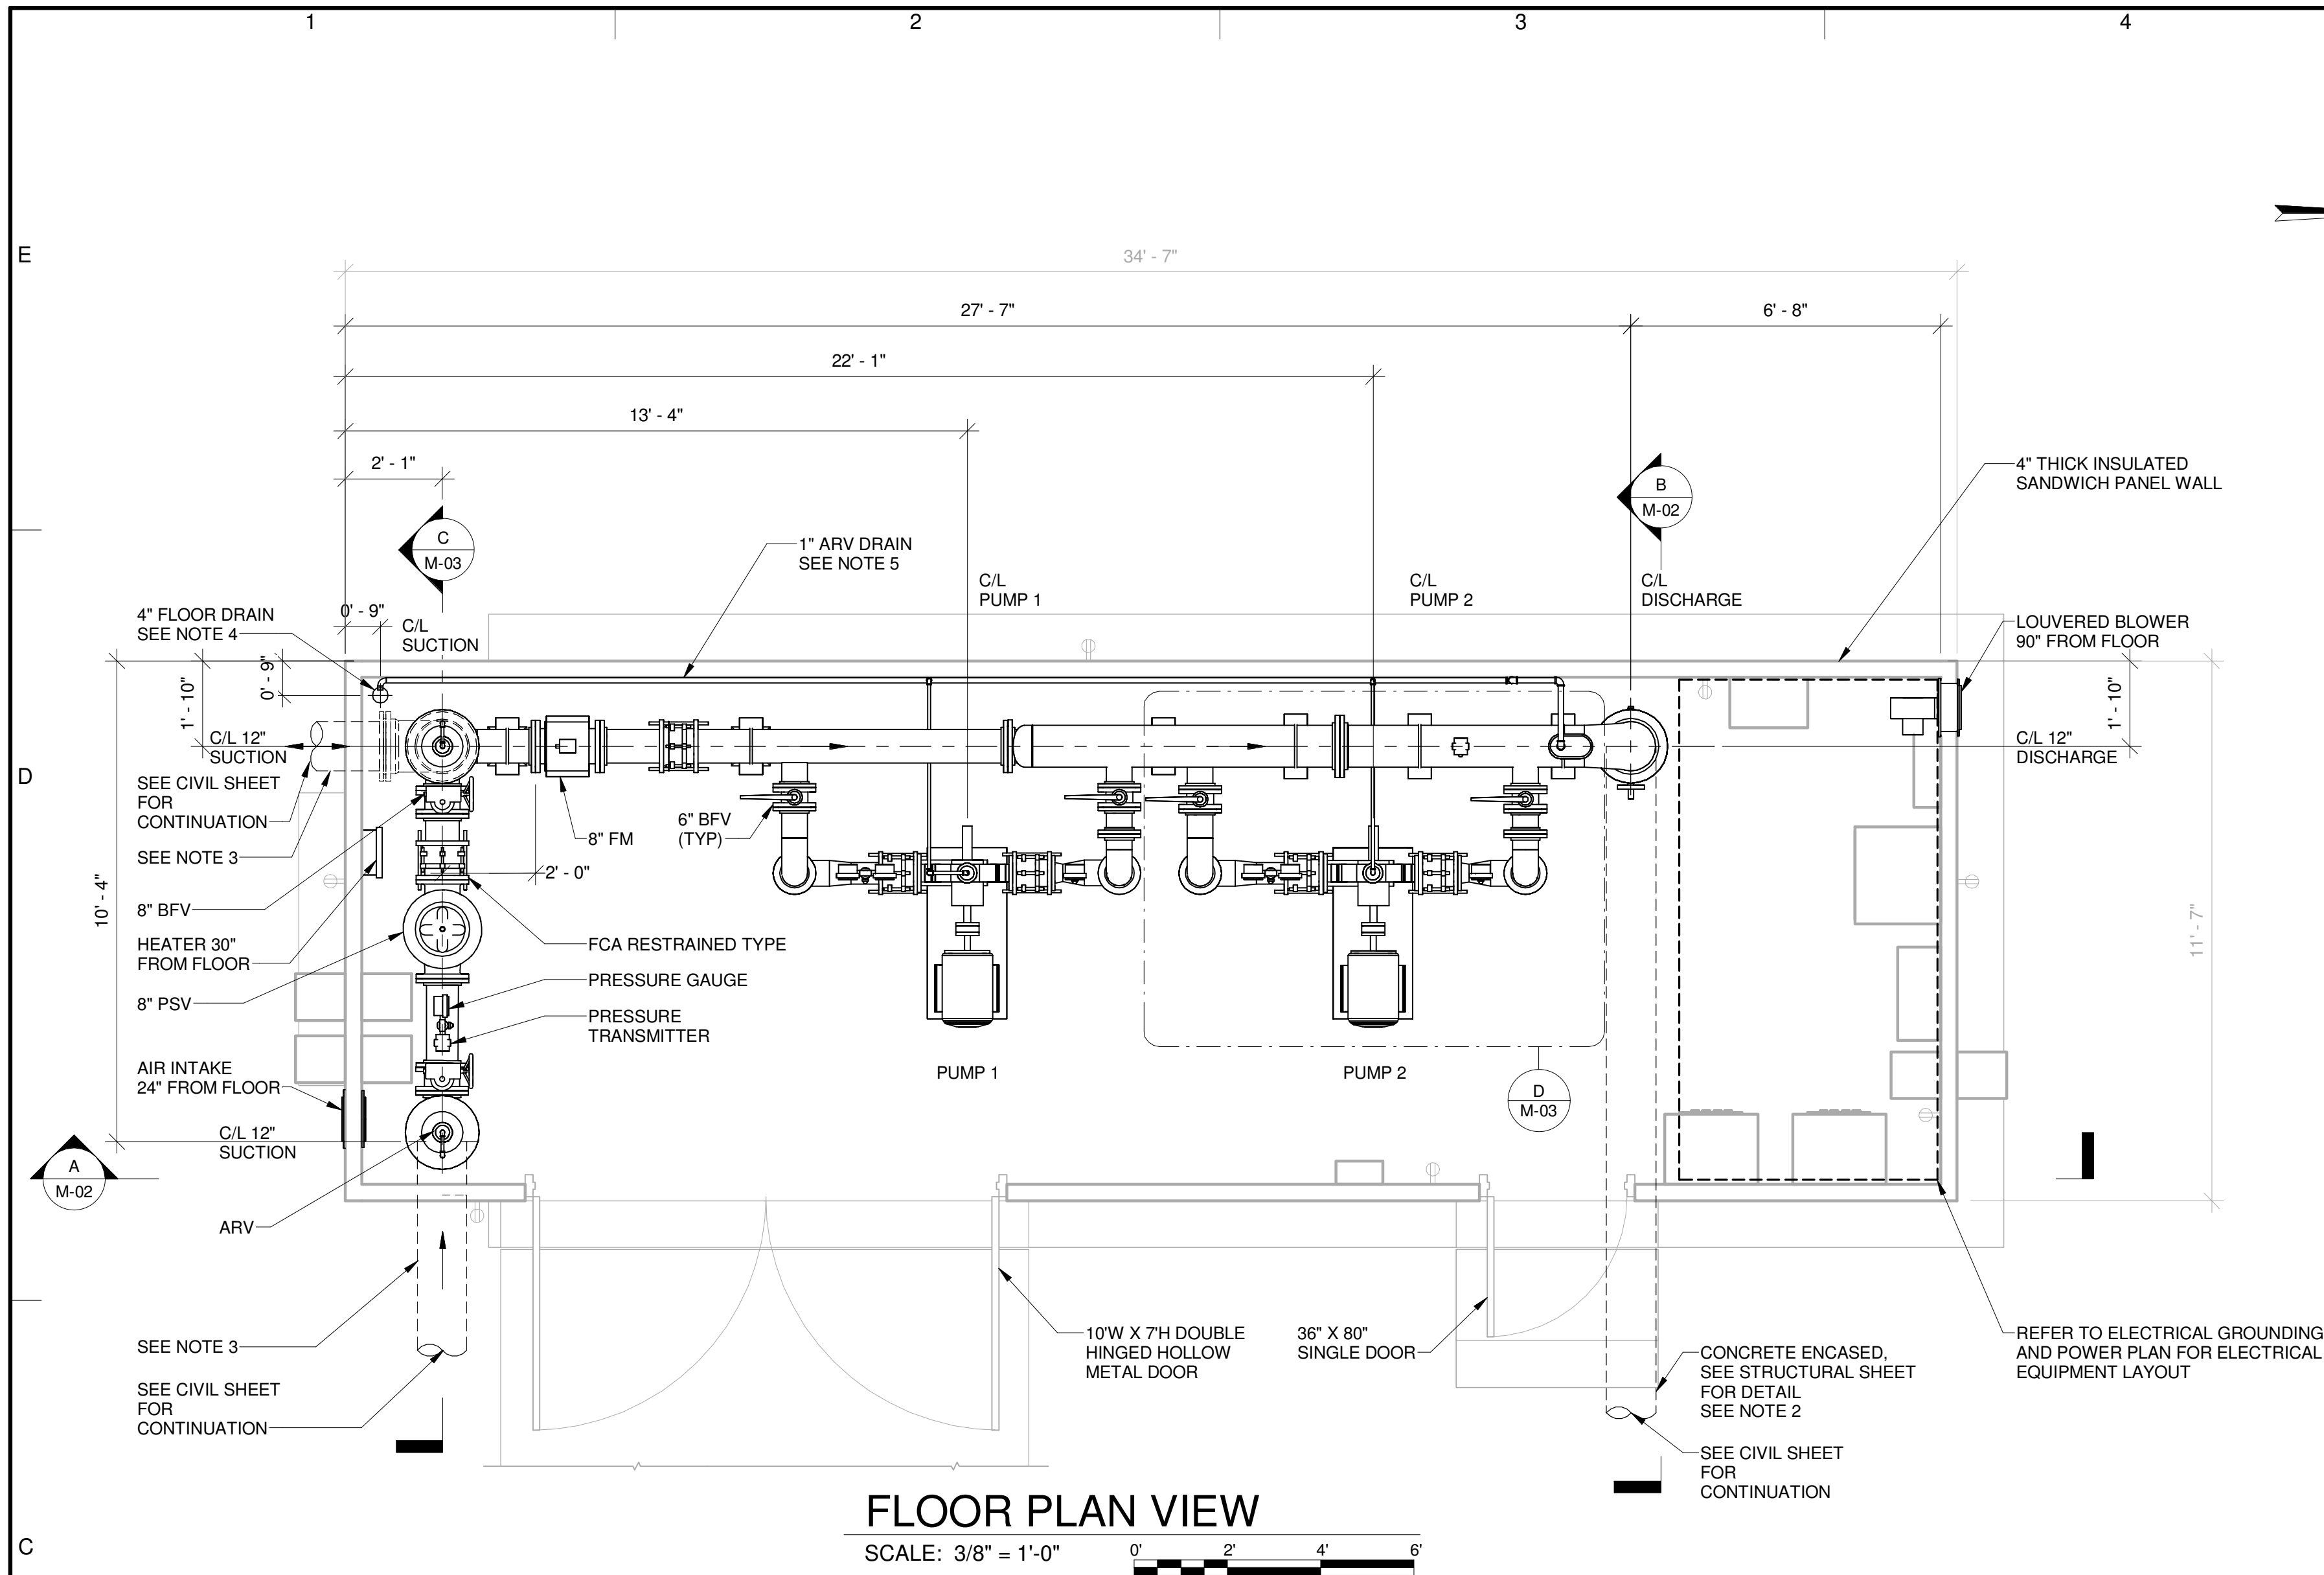 1
2
3
4
E
34' - 7"
27' - 7"
6' - 8"
22' - 1"
13' - 4"
2' - 1"
4" THICK INSULATED
SANDWICH PANEL WALL
B
M-02
C
M-03
1" ARV DRAIN
SEE NOTE 5
C/L
PUMP 1
C/L
PUMP 2
C/L
DISCHARGE
4" FLOOR DRAIN
SEE NOTE 4
0' - 9"
C/L
SUCTION
LOUVERED BLOWER
90" FROM FLOOR
0' - 9"
1' - 10"
1' - 10"
C/L 12"
SUCTION
C/L 12"
DISCHARGE
D
SEE CIVIL SHEET
FOR
CONTINUATION
SEE NOTE 3
8" FM
6" BFV
(TYP)
2' - 0"
10' - 4"
8" BFV
HEATER 30"
FROM FLOOR
8" PSV
FCA RESTRAINED TYPE
PRESSURE GAUGE
PRESSURE
TRANSMITTER
11' - 7"
AIR INTAKE
24" FROM FLOOR
PUMP 1
PUMP 2
D
M-03
C/L 12"
SUCTION
A
M-02
ARV
SEE NOTE 3
SEE CIVIL SHEET
FOR
CONTINUATION
10'W X 7'H DOUBLE
HINGED HOLLOW
METAL DOOR
36" X 80"
SINGLE DOOR
CONCRETE ENCASED,
SEE STRUCTURAL SHEET
FOR DETAIL
SEE NOTE 2
SEE CIVIL SHEET
FOR
CONTINUATION
REFER TO ELECTRICAL GROUNDING
AND POWER PLAN FOR ELECTRICAL
EQUIPMENT LAYOUT
FLOOR PLAN VIEW
SCALE: 3/8" = 1'-0"
0' 2' 4' 6'
C